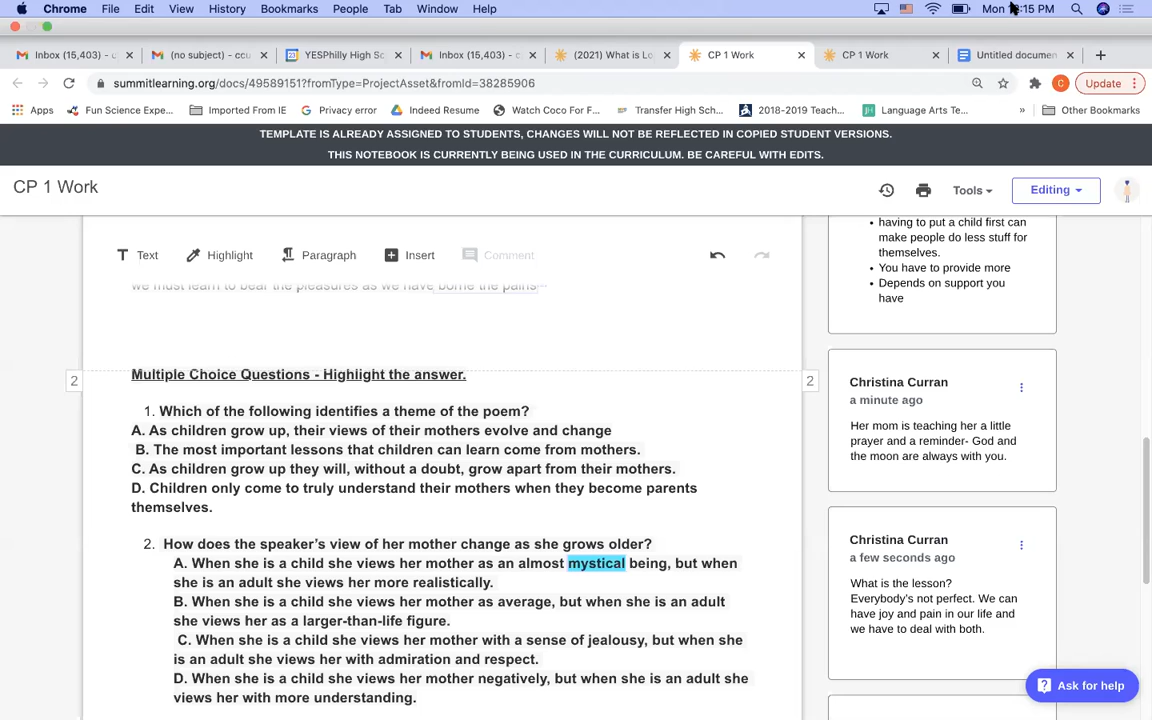 Chrome File Edit View History Bookmarks People Tab Window Help Mon :15 PM
Inbox (15,403) - (no subject) - ccu YESPhilly High Sc Inbox (15,403) - c (2021) What is Lo CP 1 Work CP 1 Work Untitled documen
summitlearning.org/docs/49589151?fromType=ProjectAsset&fromId=38285906 C Update
Apps Fun Science Expe... Imported From IE Privacy error Indeed Resume Watch Coco For F... Transfer High Sch... 2018-2019 Teach... Language Arts Te... » Other Bookmarks
TEMPLATE IS ALREADY ASSIGNED TO STUDENTS, CHANGES WILL NOT BE REFLECTED IN COPIED STUDENT VERSIONS.
THIS NOTEBOOK IS CURRENTLY BEING USED IN THE CURRICULUM. BE CAREFUL WITH EDITS.
CP 1 Work Tools Editing
Text Highlight Paragraph Insert Comment
we must learn to bear the pleasures as we have borne the pains
2 Multiple Choice Questions - Highlight the answer. 2
1. Which of the following identifies a theme of the poem?
A. As children grow up, their views of their mothers evolve and change
B. The most important lessons that children can learn come from mothers.
C. As children grow up they will, without a doubt, grow apart from their mothers.
D. Children only come to truly understand their mothers when they become parents
themselves.
2. How does the speaker's view of her mother change as she grows older?
A. When she is a child she views her mother as an almost mystical being, but when
she is an adult she views her more realistically.
B. When she is a child she views her mother as average, but when she is an adult
she views her as a larger-than-life figure.
C. When she is a child she views her mother with a sense of jealousy, but when she
is an adult she views her with admiration and respect.
D. When she is a child she views her mother negatively, but when she is an adult she
views her with more understanding.
• having to put a child first can
make people do less stuff for
themselves.
• You have to provide more
• Depends on support you
have
Christina Curran
a minute ago
Her mom is teaching her a little
prayer and a reminder- God and
the moon are always with you.
Christina Curran
a few seconds ago
What is the lesson?
Everybody's not perfect. We can
have joy and pain in our life and
we have to deal with both.
Ask for help